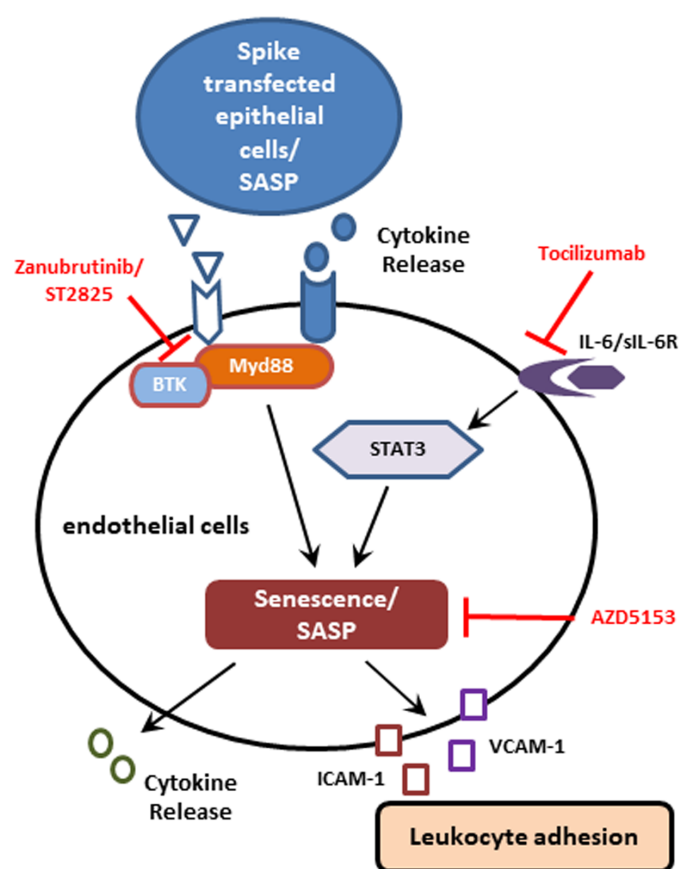 Spike
transfected
epithelial
cells/
SASP
Cytokine
Release
Zanubrutinib/
ST2825
Tocilizumab
IL-6/sIL-6R
Myd88
BTK
STAT3
endothelial cells
Senescence/
SASP
AZD5153
VCAM-1
ICAM-1
Cytokine
Release
Leukocyte adhesion